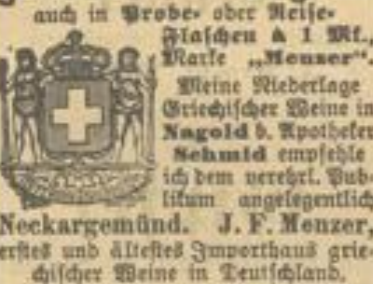 auch in Probe- oder Reise-
Flaschen à 1 Mk.,
Marke „Menzer“.
Meine Niederlage
Griechischer Weine in
Nagold b. Apotheker
Schmid empfehle
ich dem verehrl. Pub-
likum angelegentlich
Neckargemünd. J. F. Menzer,
erstes und ältestes Importhaus grie-
chischer Weine in Deutschland.